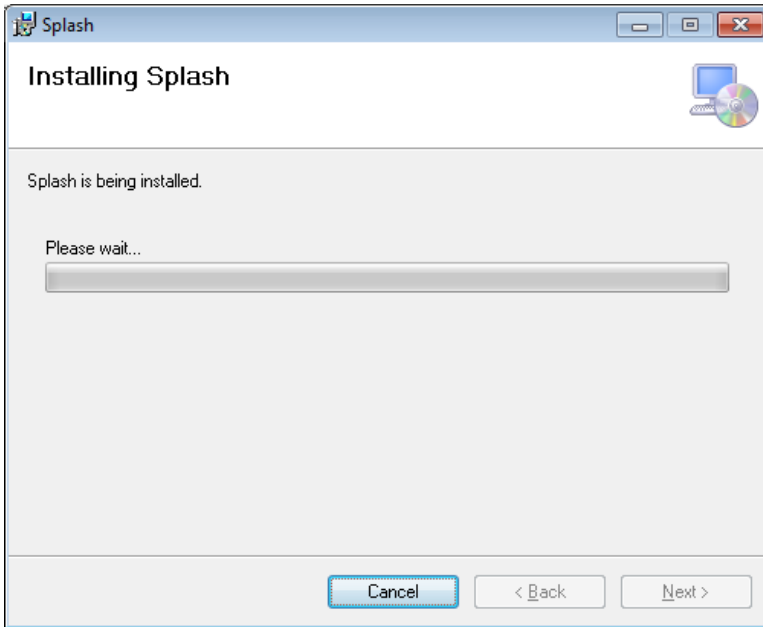 Splash
Installing Splash
Splash is being installed.
Please wait...
Cancel
< Back
Next >